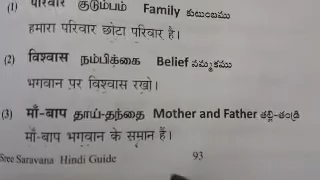 (1) परिवार குடும்பம் Family కుటుంబము
हमारा परिवार छोटा परिवार है।
(2) विश्वास நம்பிக்கை Belief నమ్మకము
भगवान पर विश्वास रखो।
(3) माँ-बाप தாய்-தந்தை Mother and Father తల్లి-తండ్రి
माँ-बाप भगवान के समान हैं।
Sree Saravana Hindi Guide 93